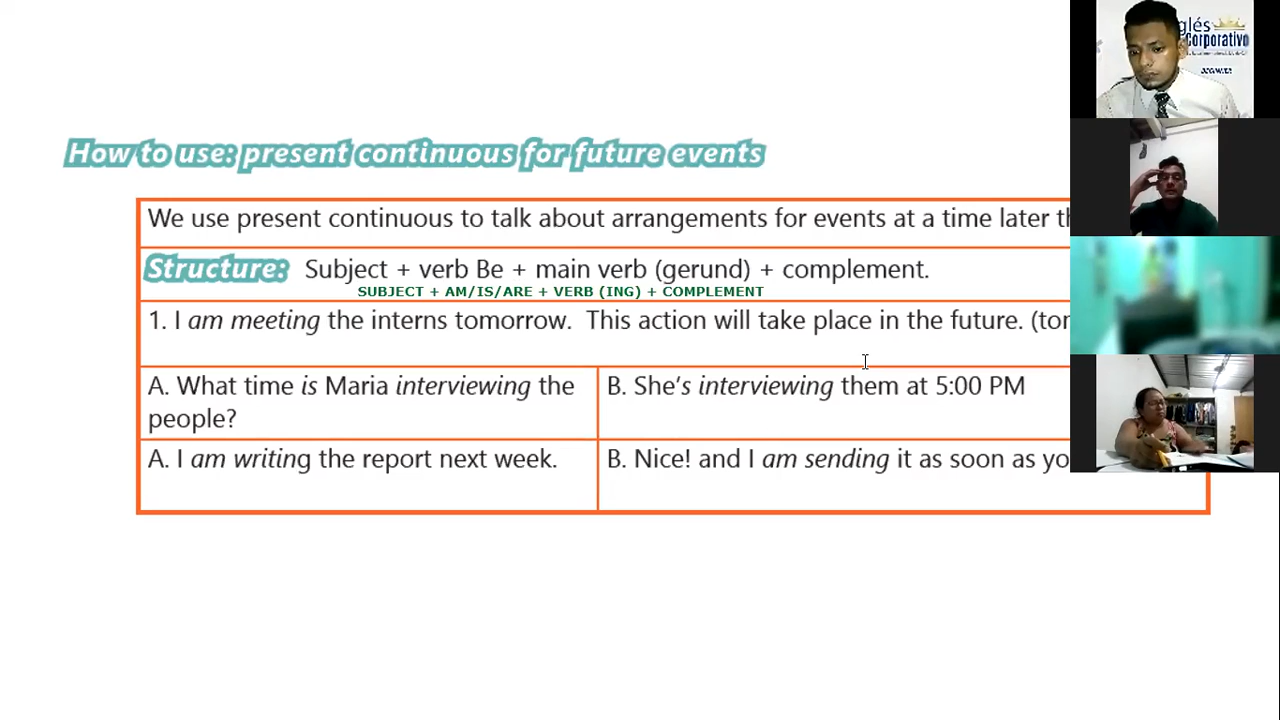 How to use: present continuous for future events
We use present continuous to talk about arrangements for events at a time later
Structure: Subject + verb Be + main verb (gerund) + complement.
SUBJECT + AM/IS/ARE + VERB (ING) + COMPLEMENT
1. I am meeting the interns tomorrow. This action will take place in the future.
A. What time is Maria interviewing the
people?
B. She's interviewing them at 5:00 PM
A. I am writing the report next week.
B. Nice! and I am sending it as soon as
glés
Corporativo